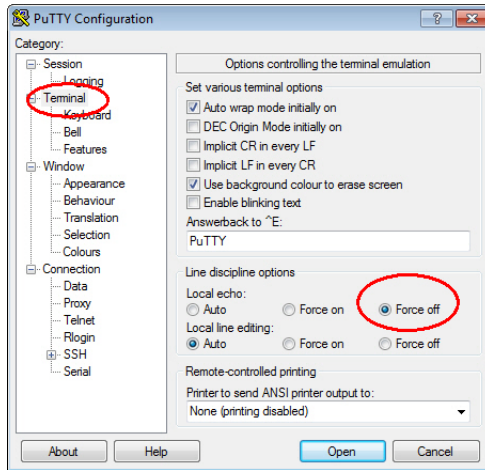 PuTTY Configuration
Category:
Session
Logging
Terminal
Keyboard
Bell
Features
Window
Appearance
Behaviour
Translation
Selection
Colours
Connection
Data
Proxy
Telnet
Rlogin
SSH
Serial
Options controlling the terminal emulation
Set various terminal options
Auto wrap mode initially on
DEC Origin Mode initially on
Implicit CR in every LF
Implicit LF in every CR
Use background colour to erase screen
Enable blinking text
Answerback to ^E:
PuTTY
Line discipline options
Local echo:
Auto Force on Force off
Local line editing:
Auto Force on Force off
Remote-controlled printing
Printer to send ANSI printer output to:
None (printing disabled)
About Help Open Cancel